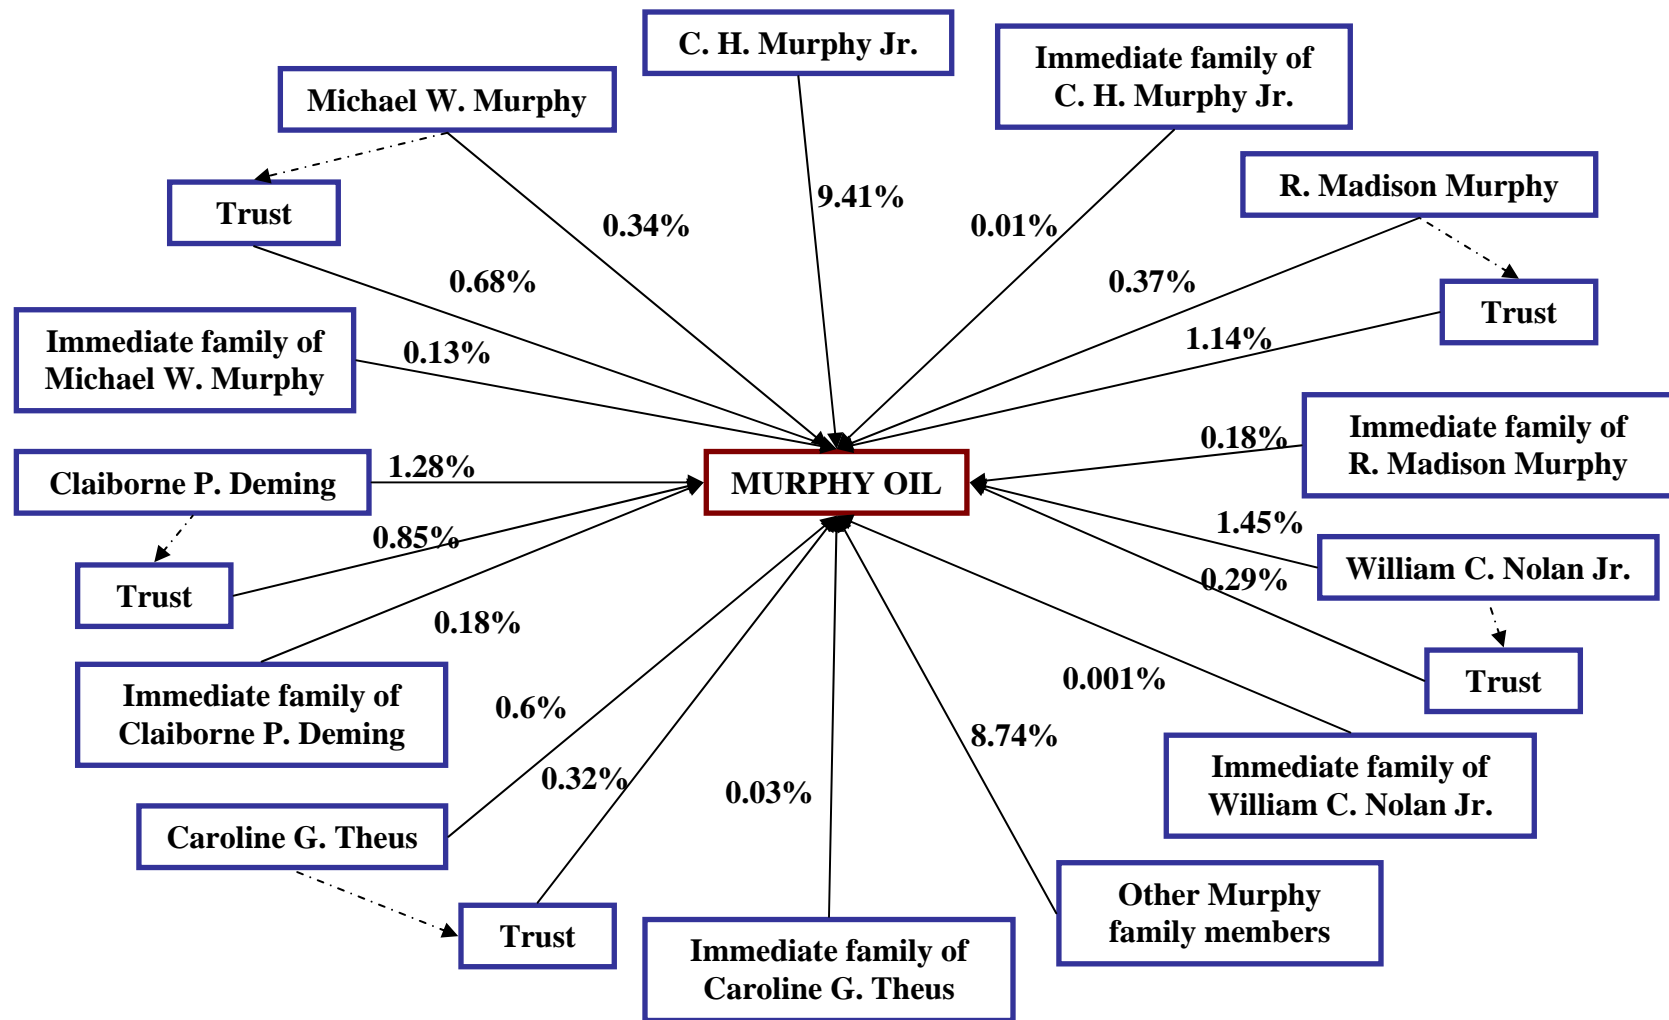 C. H. Murphy Jr.
Immediate family of
C. H. Murphy Jr.
Michael W. Murphy
R. Madison Murphy
Trust
9.41%
0.34%
0.01%
0.68%
0.37%
Trust
Immediate family of
Michael W. Murphy
0.13%
1.14%
Immediate family of
R. Madison Murphy
0.18%
Claiborne P. Deming
1.28%
MURPHY OIL
1.45%
0.85%
William C. Nolan Jr.
0.29%
Trust
0.18%
Trust
0.001%
Immediate family of
Claiborne P. Deming
0.6%
8.74%
0.32%
0.03%
Immediate family of
William C. Nolan Jr.
Caroline G. Theus
Other Murphy
family members
Trust
Immediate family of
Caroline G. Theus